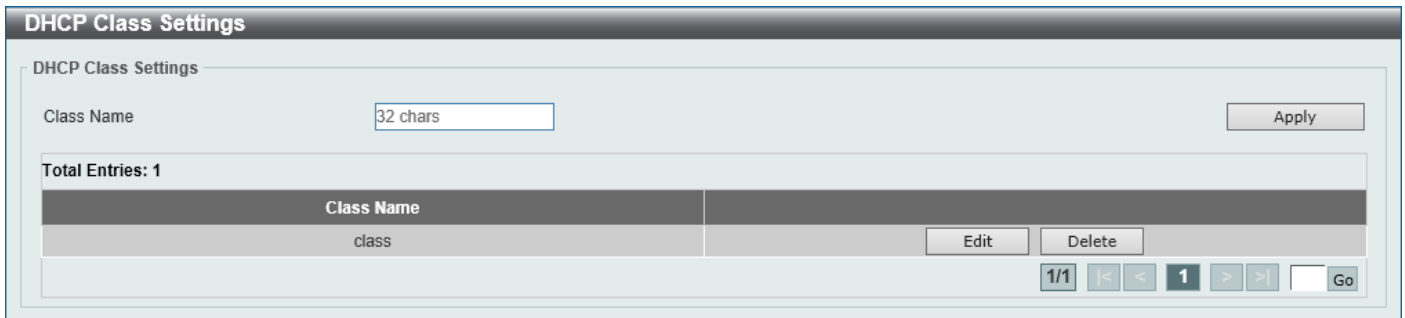 DHCP Class Settings
DHCP Class Settings
Class Name 32 chars Apply
Total Entries: 1
Class Name
class Edit Delete
1/1 |< < 1 > >| Go